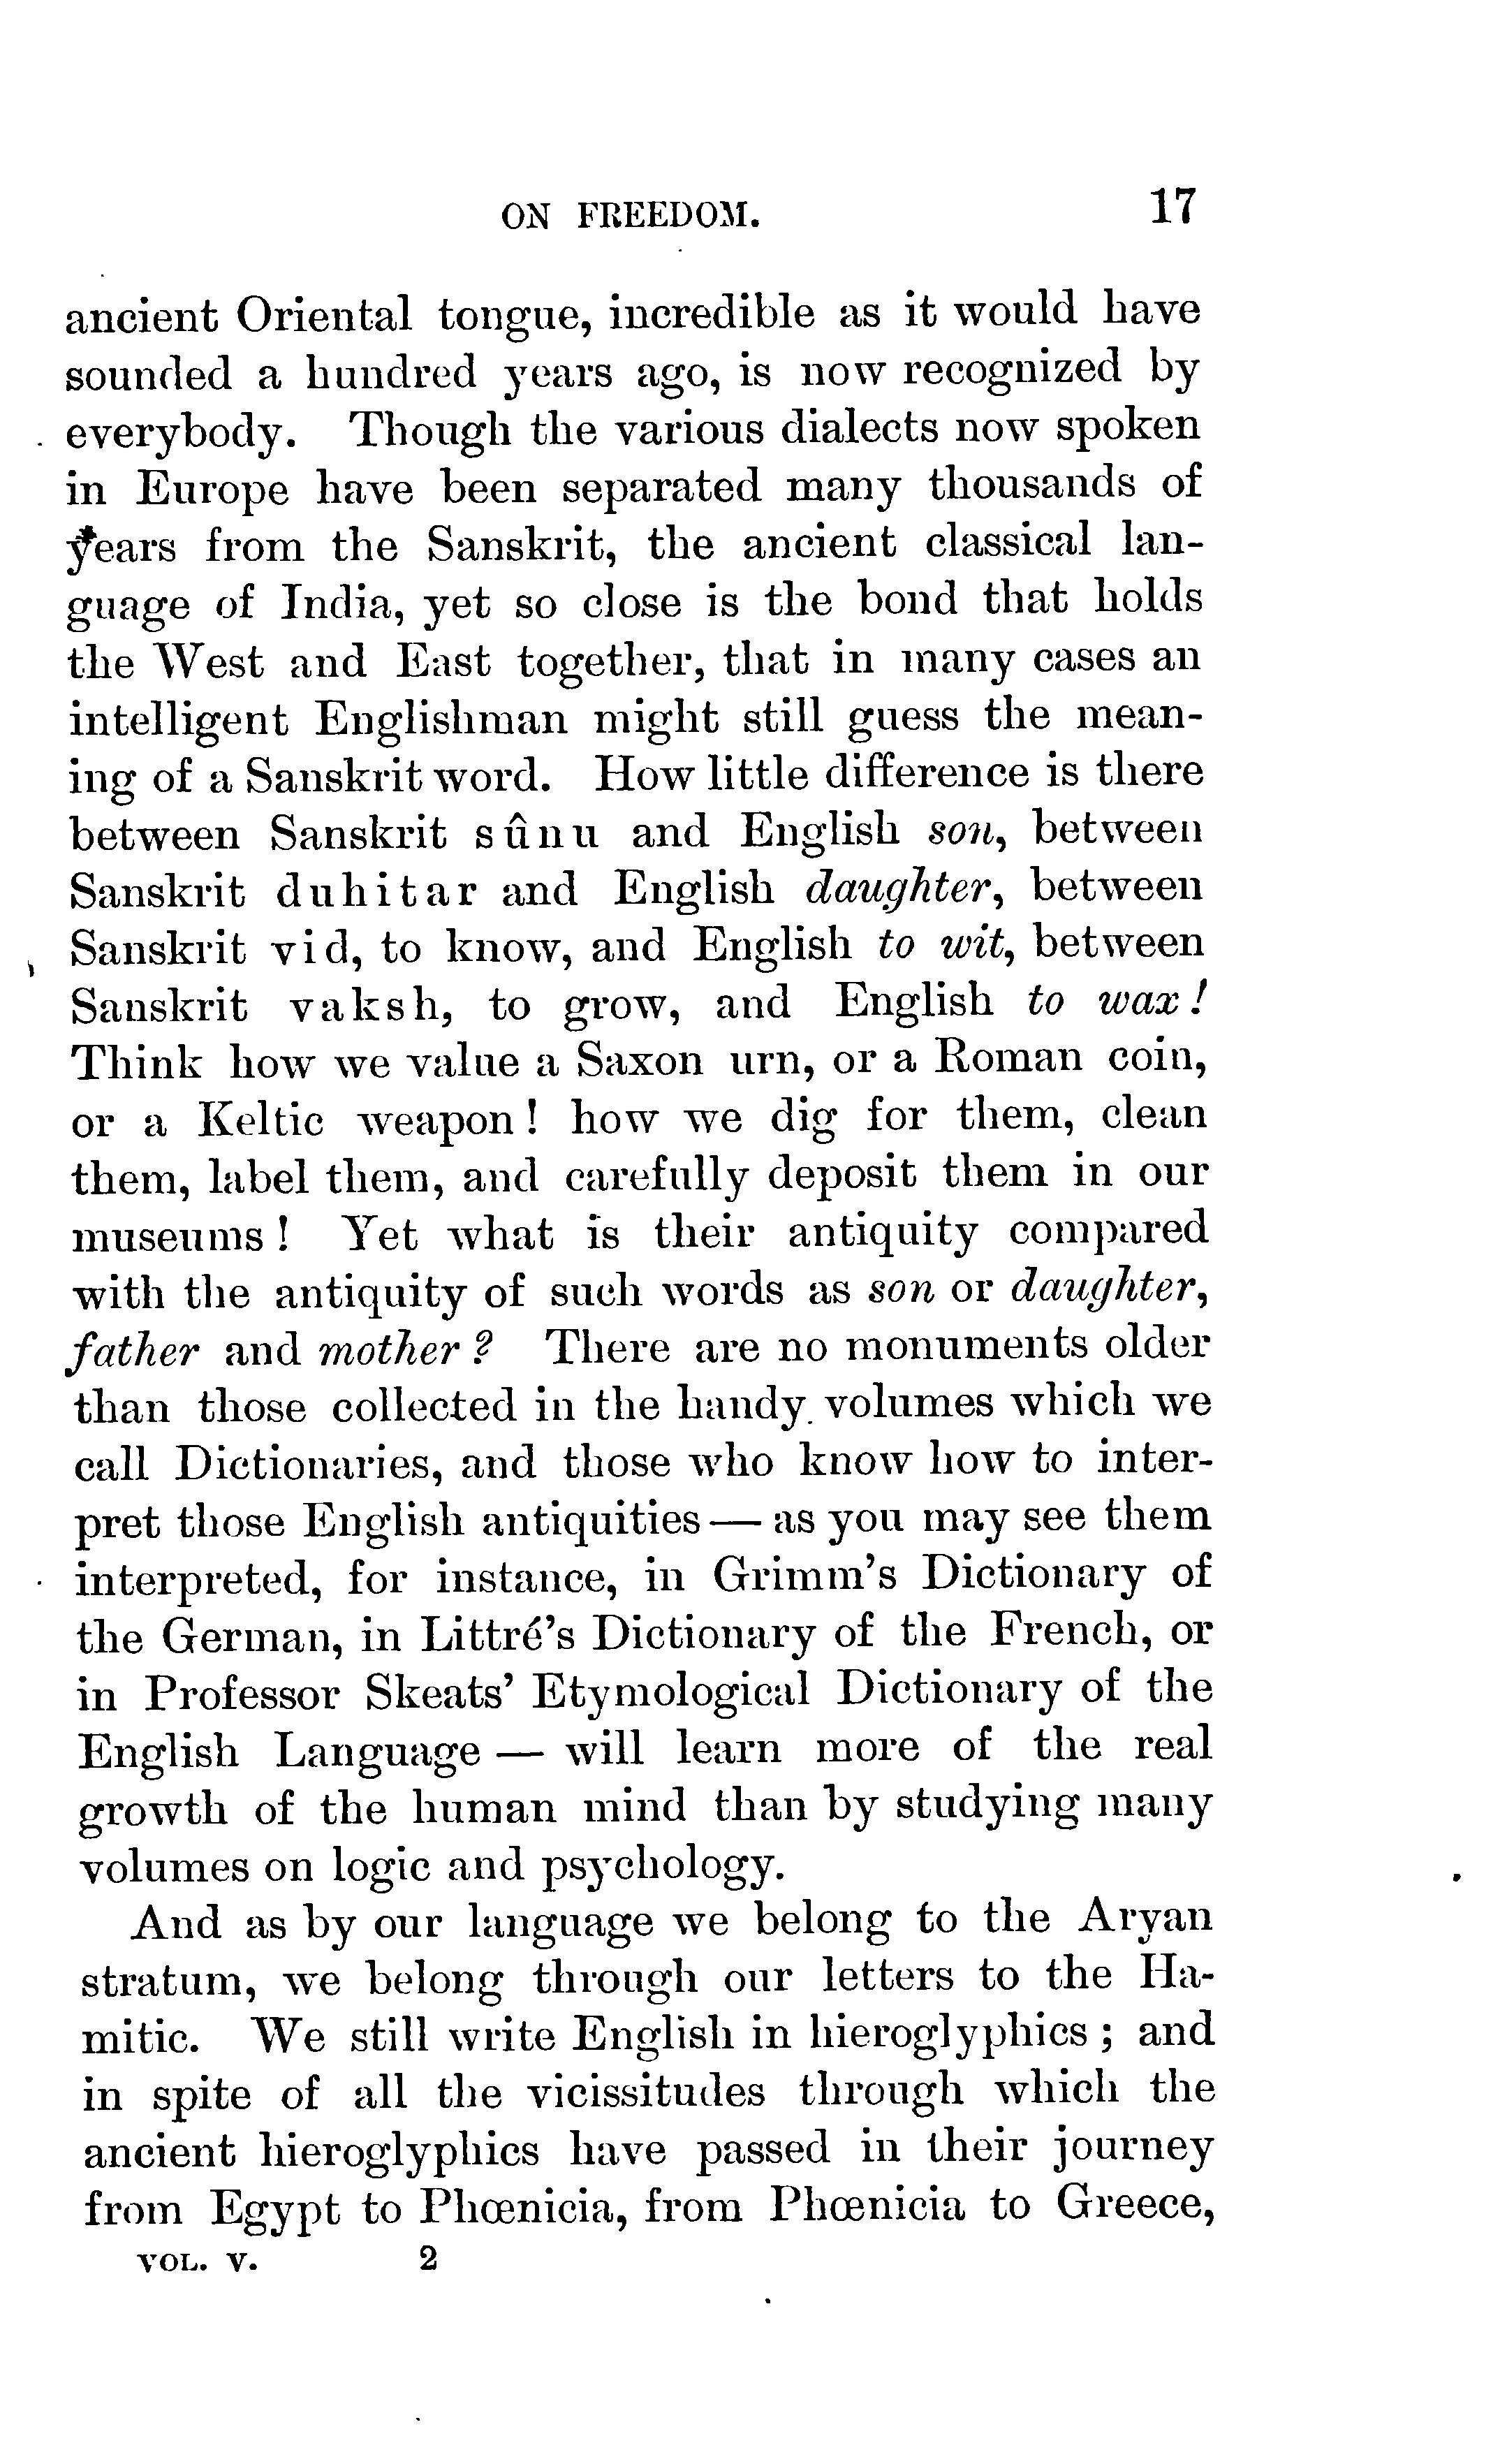 ON FREEDOM. 17
ancient Oriental tongue, incredible as it would have
sounded a hundred years ago, is now recognized by
everybody. Though the various dialects now spoken
in Europe have been separated many thousands of
years from the Sanskrit, the ancient classical lan-
guage of India, yet so close is the bond that holds
the West and East together, that in many cases an
intelligent Englishman might still guess the mean-
ing of a Sanskrit word. How little difference is there
between Sanskrit sûnu and English son, between
Sanskrit duhitar and English daughter, between
Sanskrit vid, to know, and English to wit, between
Sanskrit vaksh, to grow, and English to wax!
Think how we value a Saxon urn, or a Roman coin,
or a Keltic weapon! how we dig for them, clean
them, label them, and carefully deposit them in our
museums! Yet what is their antiquity compared
with the antiquity of such words as son or daughter,
father and mother? There are no monuments older
than those collected in the handy volumes which we
call Dictionaries, and those who know how to inter-
pret those English antiquities — as you may see them
interpreted, for instance, in Grimm's Dictionary of
the German, in Littré's Dictionary of the French, or
in Professor Skeats' Etymological Dictionary of the
English Language — will learn more of the real
growth of the human mind than by studying many
volumes on logic and psychology.
And as by our language we belong to the Aryan
stratum, we belong through our letters to the Ha-
mitic. We still write English in hieroglyphics; and
in spite of all the vicissitudes through which the
ancient hieroglyphics have passed in their journey
from Egypt to Phœnicia, from Phœnicia to Greece,
VOL. V. 2